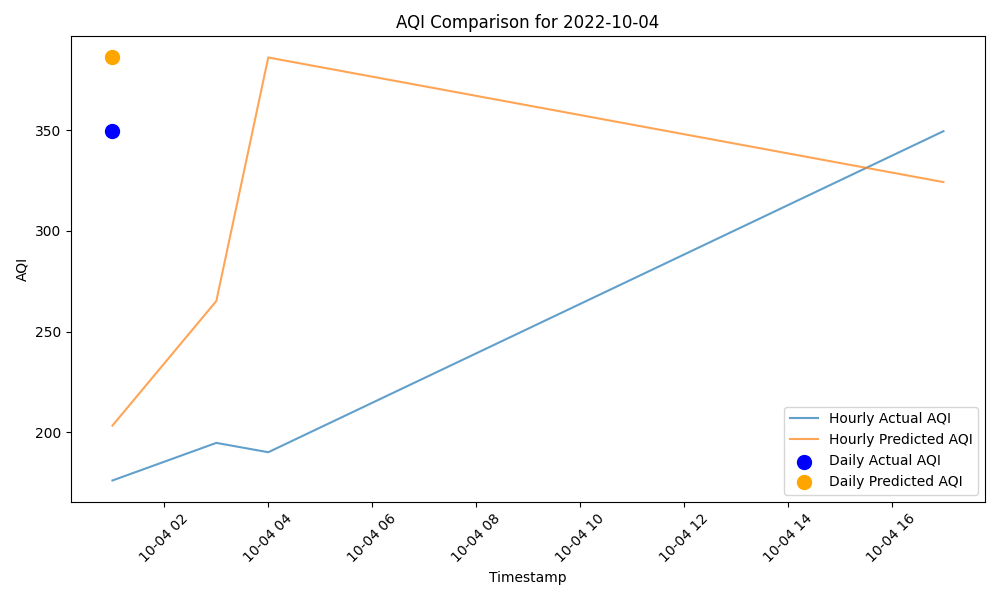 AQI Comparison for 2022-10-04
AQI
350
300
250
200
Hourly Actual AQI
Hourly Predicted AQI
Daily Actual AQI
Daily Predicted AQI
10-04 02
10-04 04
10-04 06
10-04 08
10-04 10
10-04 12
10-04 14
10-04 16
Timestamp